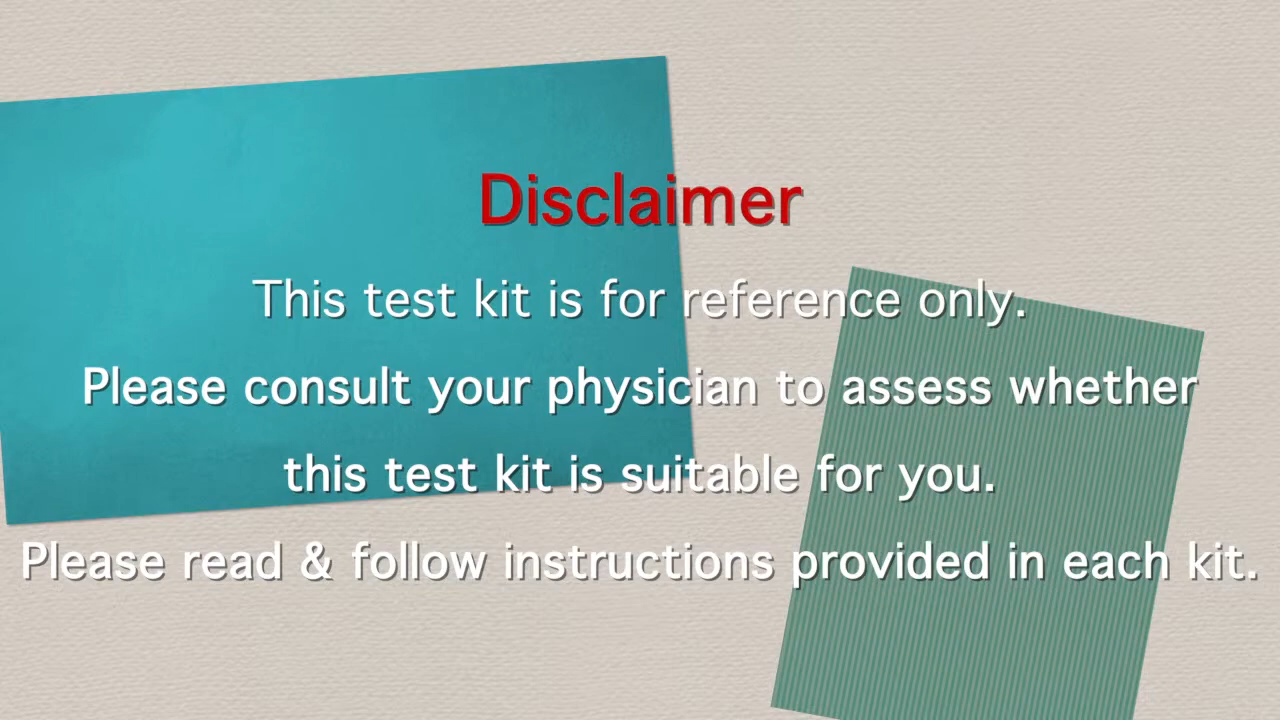 Disclaimer
This test kit is for reference only.
Please consult your physician to assess whether
this test kit is suitable for you.
Please read & follow instructions provided in each kit.